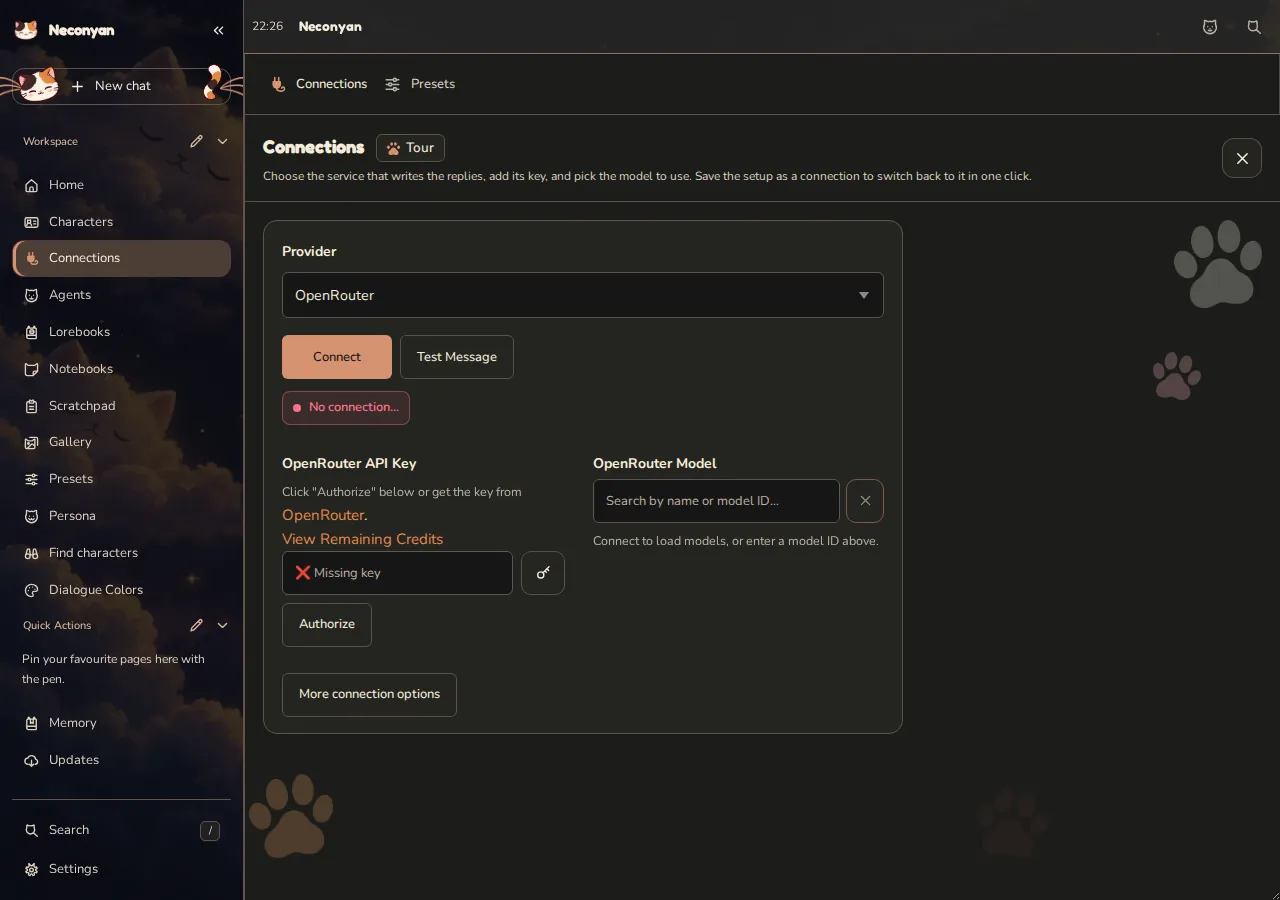 Neconyan
22:26
Neconyan
New chat
Connections
Presets
Workspace
Connections
Tour
Choose the service that writes the replies, add its key, and pick the model to use. Save the setup as a connection to switch back to it in one click.
Home
Characters
Connections
Agents
Lorebooks
Notebooks
Scratchpad
Gallery
Presets
Persona
Find characters
Dialogue Colors
Quick Actions
Pin your favourite pages here with
the pen.
Memory
Updates
Search
/
Settings
Provider
OpenRouter
Connect
Test Message
No connection...
OpenRouter API Key
Click "Authorize" below or get the key from
OpenRouter.
View Remaining Credits
❌ Missing key
Authorize
OpenRouter Model
Search by name or model ID...
Connect to load models, or enter a model ID above.
More connection options